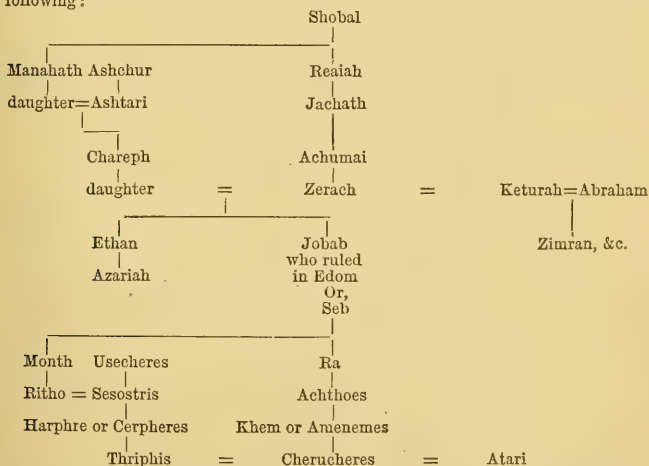 following:
Shobal
Manahath Ashchur Reaiah
daughter=Ashtari Jachath
Chareph Achumai
daughter = Zerach = Keturah=Abraham
Ethan Jobab Zimran, &c.
who ruled
Azariah in Edom
Or,
Seb
Month Usecheres Ra
Ritho = Sesostris Achthoes
Harphre or Cerpheres Khem or Amenemes
Thriphis = Cherucheres = Atari